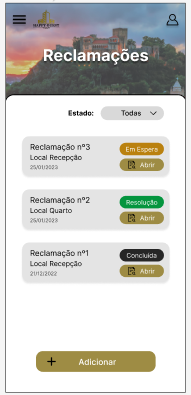 Reclamações
Estado: Todas
Reclamação nº3
Em Espera
Local Recepção
25/01/2023
Abrir
Reclamação nº2
Resolução
Local Quarto
25/01/2023
Abrir
Reclamação nº1
Concluída
Local Recepção
21/12/2022
Abrir
Adicionar